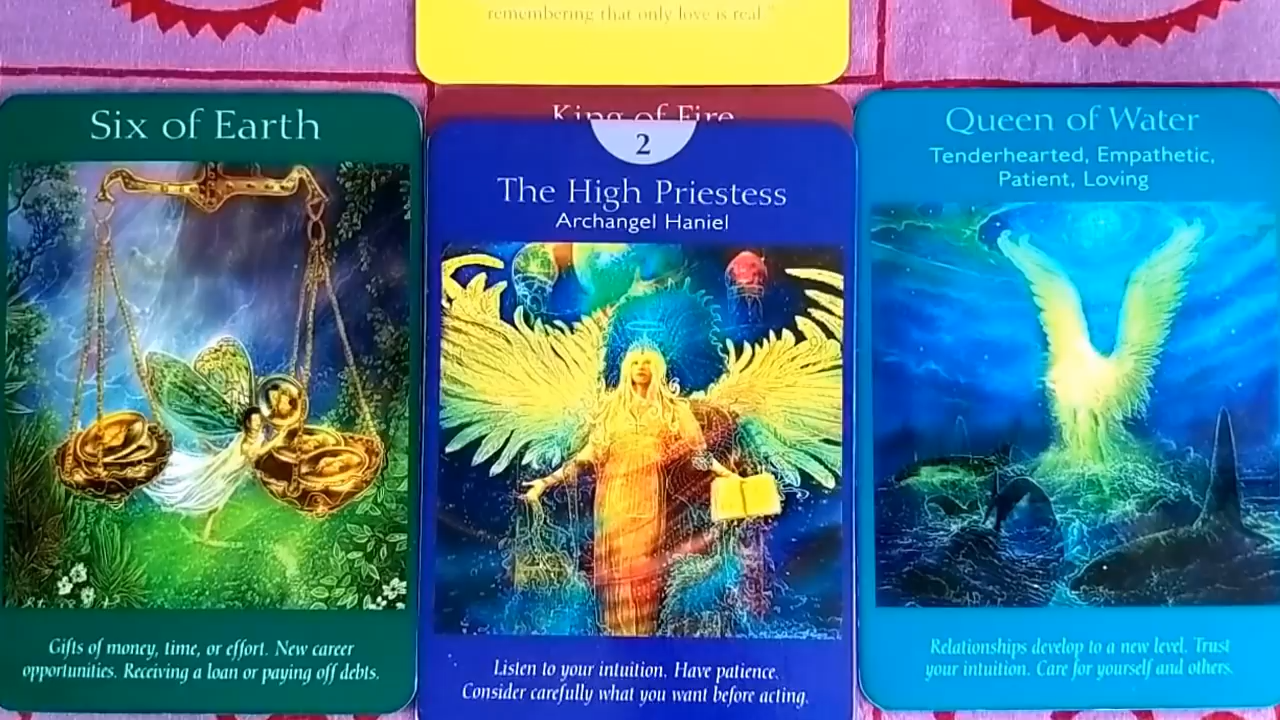 remembering that only love is real."
King of Fire
Six of Earth
Gifts of money, time, or effort. New career
opportunities. Receiving a loan or paying off debts.
2
The High Priestess
Archangel Haniel
Listen to your intuition. Have patience.
Consider carefully what you want before acting.
Queen of Water
Tenderhearted, Empathetic,
Patient, Loving
Relationships develop to a new level. Trust
your intuition. Care for yourself and others.